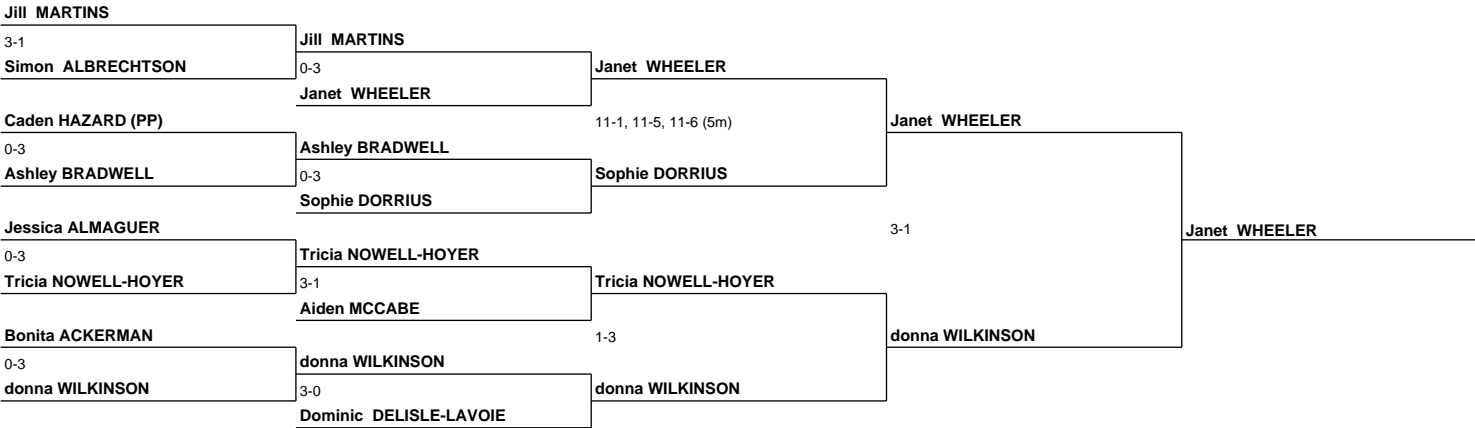 Jill MARTINS
3-1
Simon ALBRECHTSON
Caden HAZARD (PP)
0-3
Ashley BRADWELL
Jessica ALMAGUER
0-3
Tricia NOWELL-HOYER
Bonita ACKERMAN
0-3
donna WILKINSON
Jill MARTINS
0-3
Janet WHEELER
Ashley BRADWELL
0-3
Sophie DORRIUS
Tricia NOWELL-HOYER
3-1
Aiden MCCABE
donna WILKINSON
3-0
Dominic DELISLE-LAVOIE
Janet WHEELER
11-1, 11-5, 11-6 (5m)
Sophie DORRIUS
Tricia NOWELL-HOYER
1-3
donna WILKINSON
Janet WHEELER
3-1
donna WILKINSON
Janet WHEELER